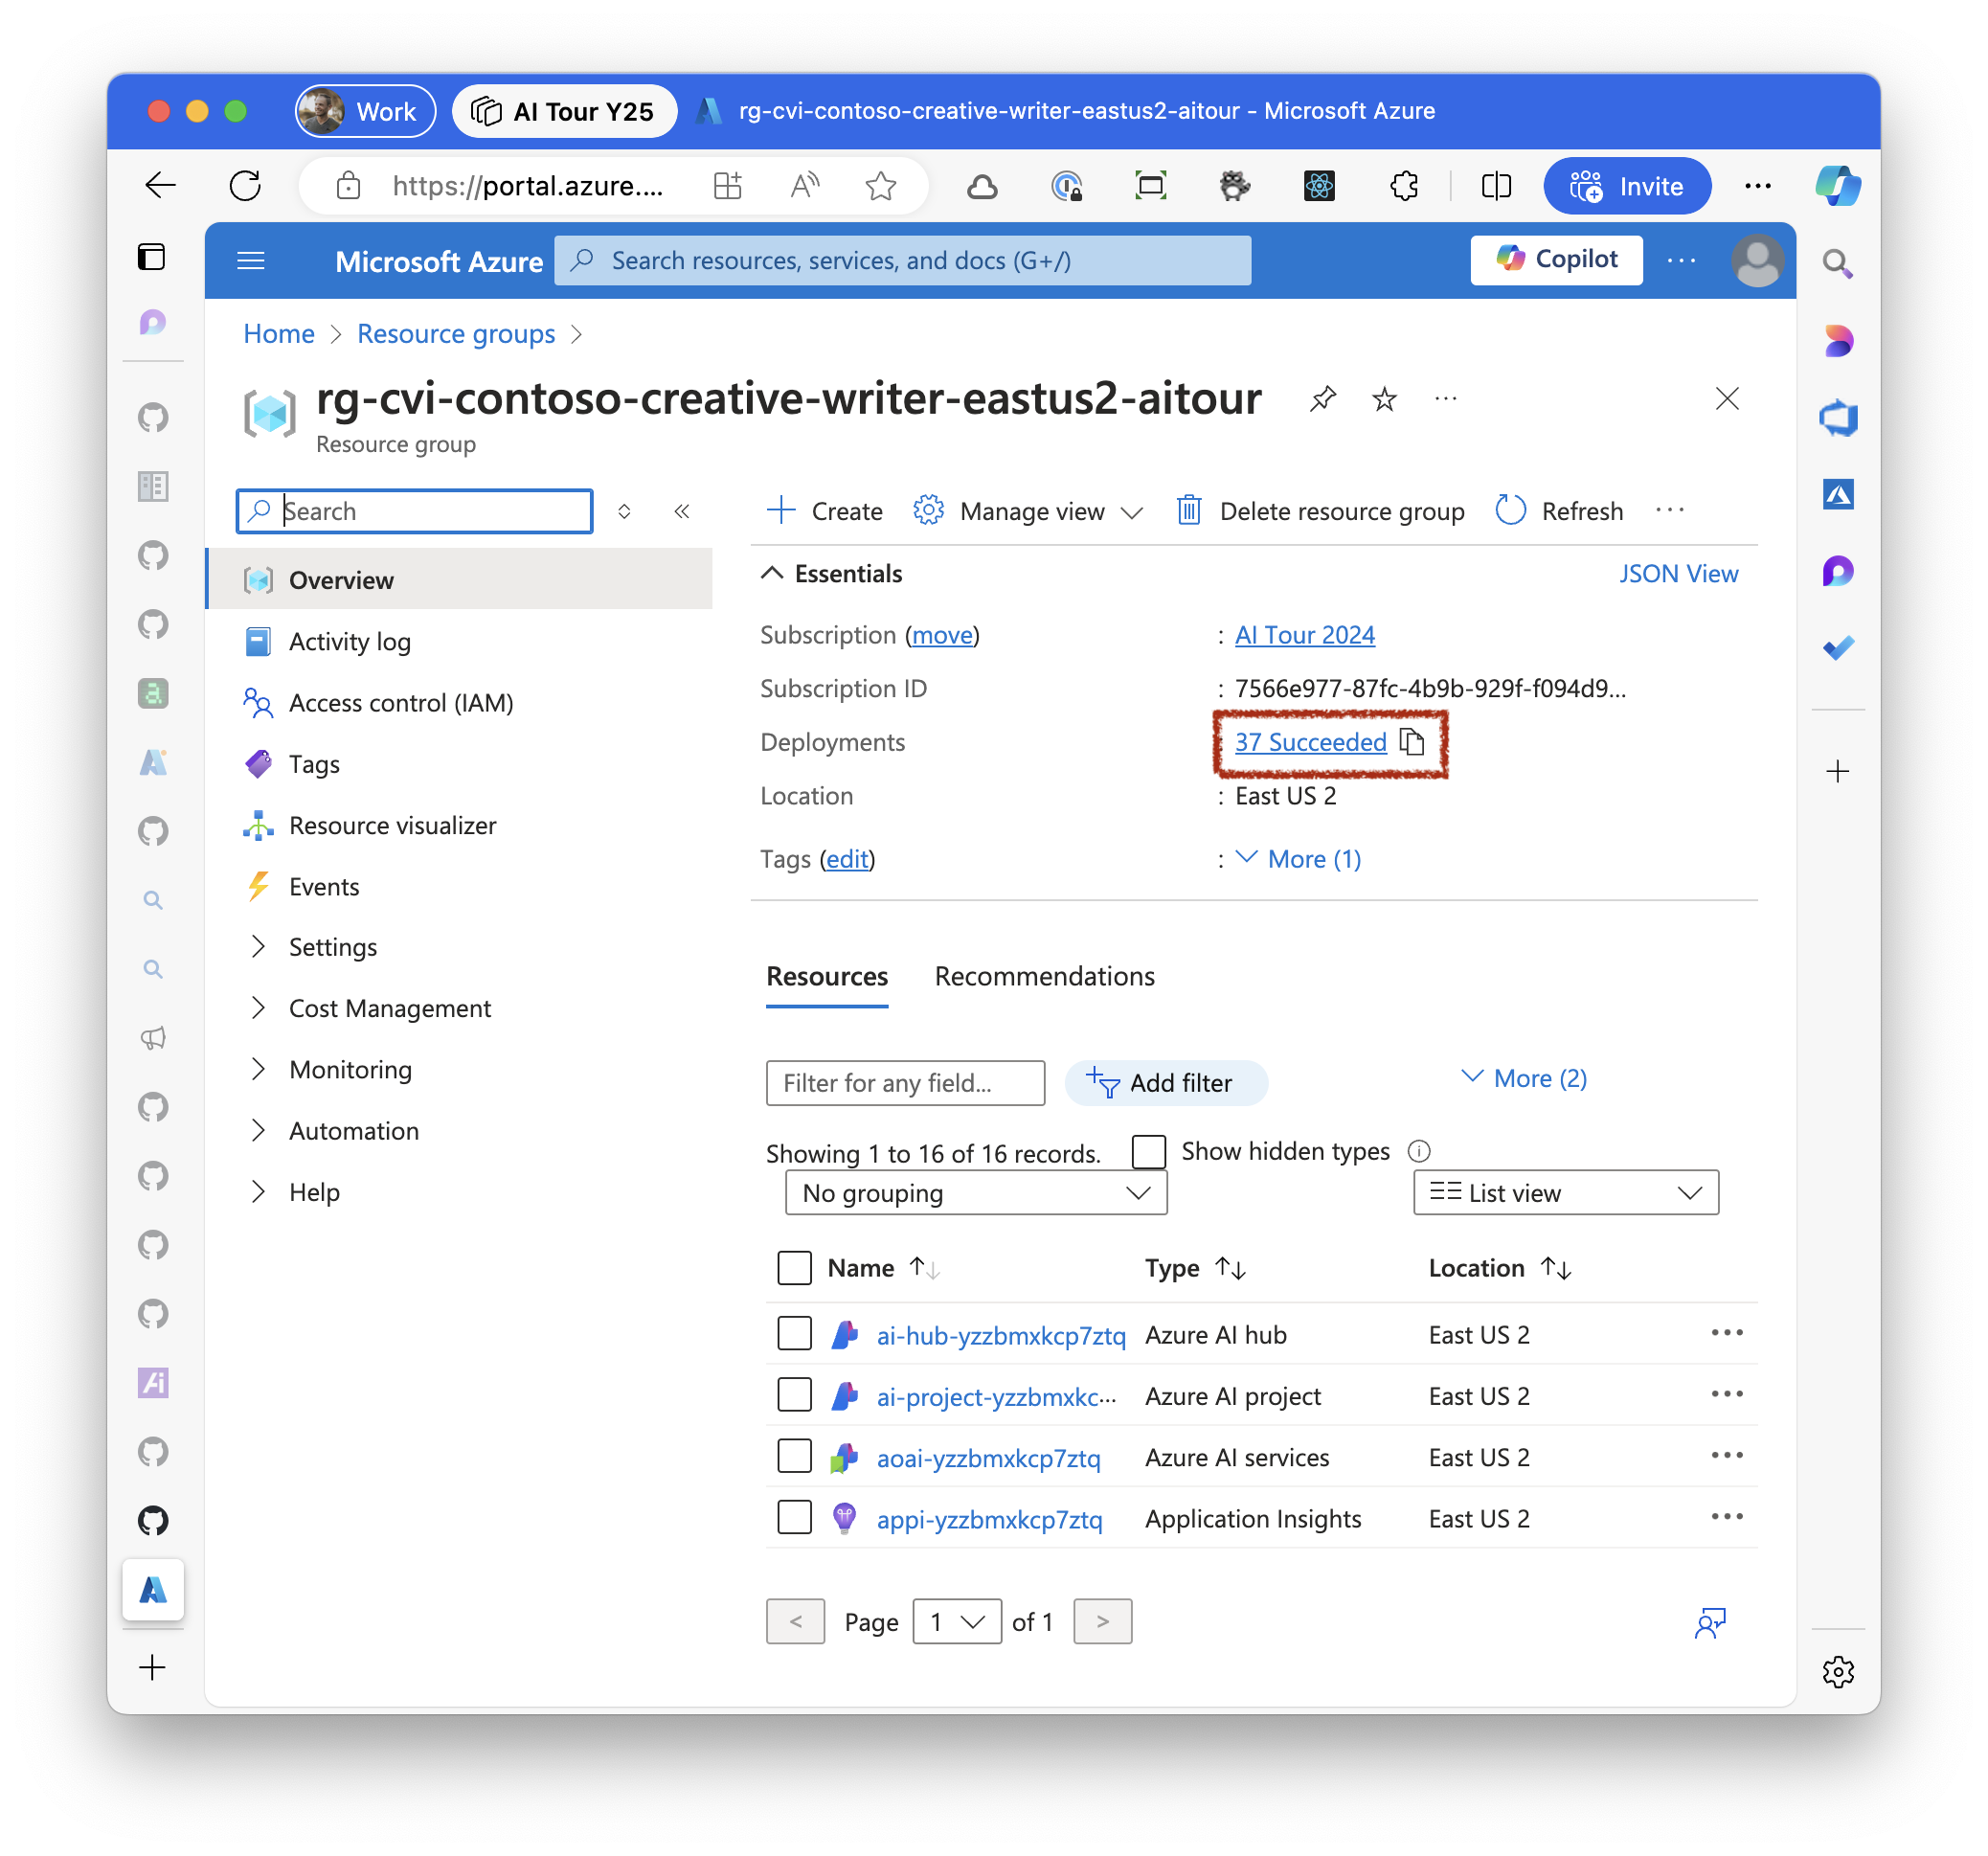 Work
AI Tour Y25
rg-cvi-contoso-creative-writer-eastus2-aitour - Microsoft Azure
https://portal.azure....
Invite
Microsoft Azure
Search resources, services, and docs (G+/)
Copilot
Home > Resource groups >
rg-cvi-contoso-creative-writer-eastus2-aitour
Resource group
Search
Create
Manage view
Delete resource group
Refresh
Overview
Activity log
Access control (IAM)
Tags
Resource visualizer
Events
Settings
Cost Management
Monitoring
Automation
Help
Essentials
JSON View
Subscription (move) : AI Tour 2024
Subscription ID : 7566e977-87fc-4b9b-929f-f094d9...
Deployments 37 Succeeded
Location : East US 2
Tags (edit) : More (1)
Resources Recommendations
Filter for any field...
Add filter
More (2)
Showing 1 to 16 of 16 records.
Show hidden types
No grouping
List view
Name Type Location
ai-hub-yzzbmxkcp7ztq Azure AI hub East US 2
ai-project-yzzbmxkc... Azure AI project East US 2
aoai-yzzbmxkcp7ztq Azure AI services East US 2
appi-yzzbmxkcp7ztq Application Insights East US 2
< Page 1 of 1 >